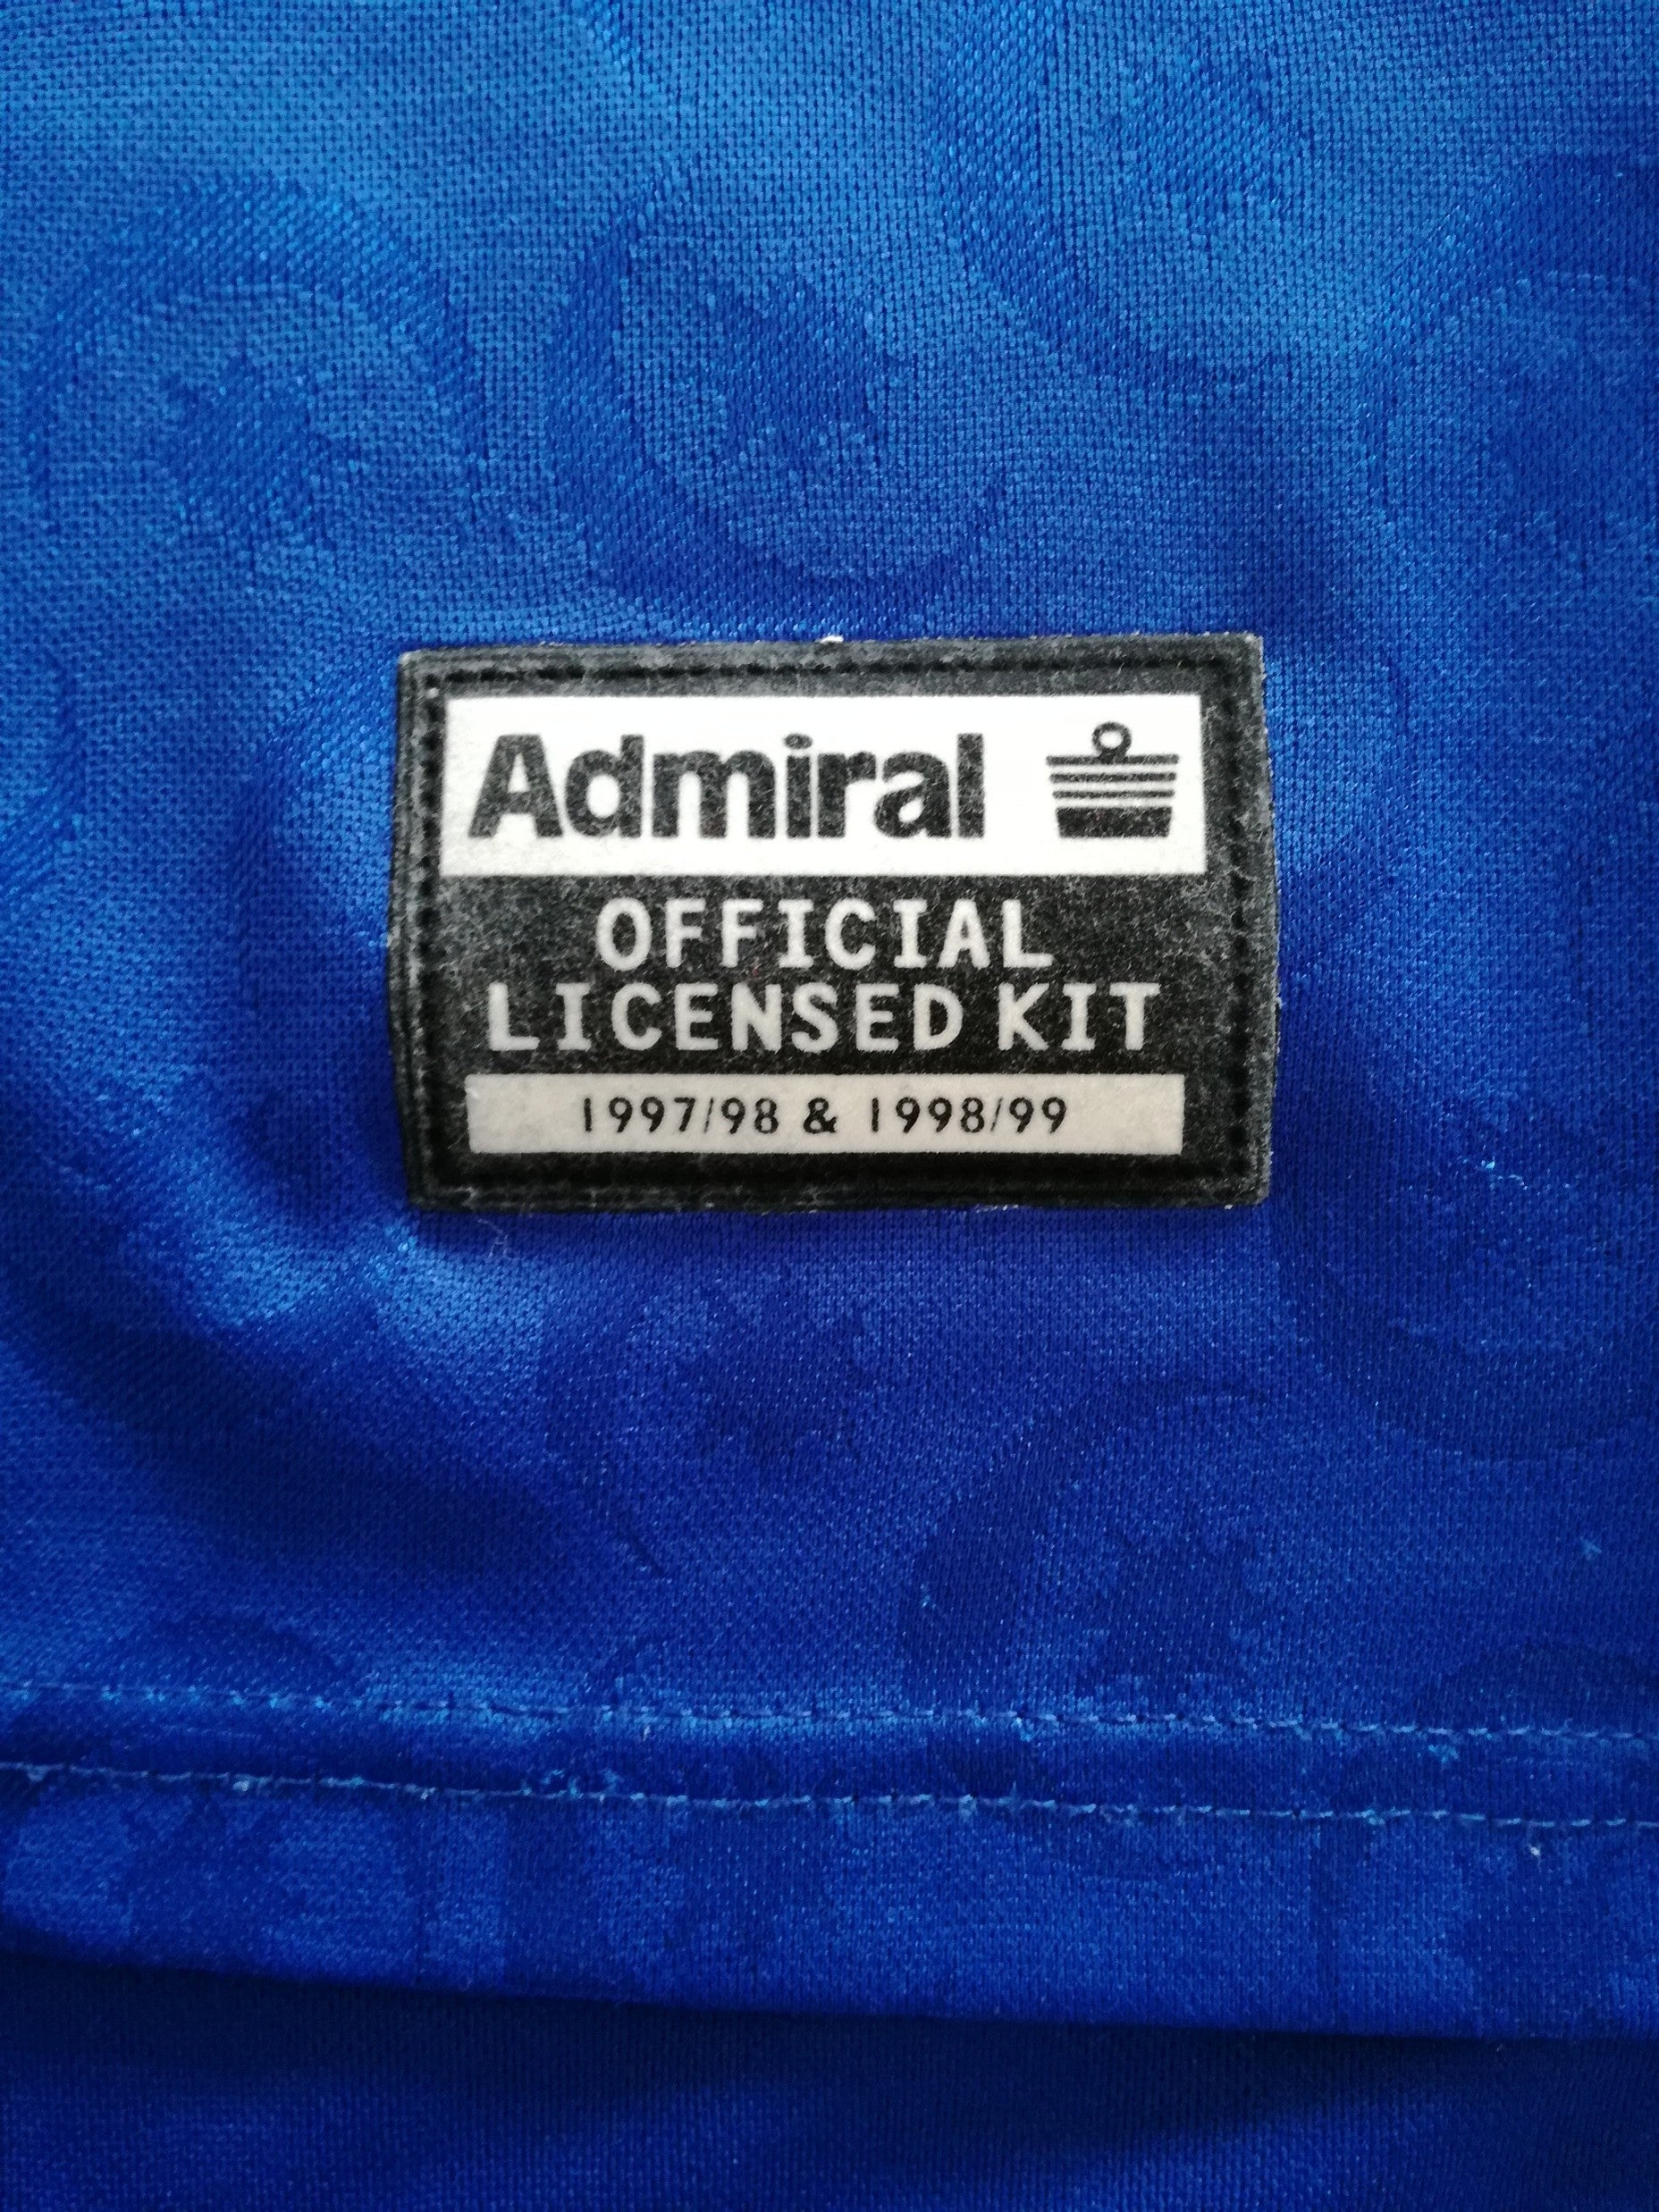 Admiral
OFFICIAL
LICENSED KIT
1997/98 & 1998/99